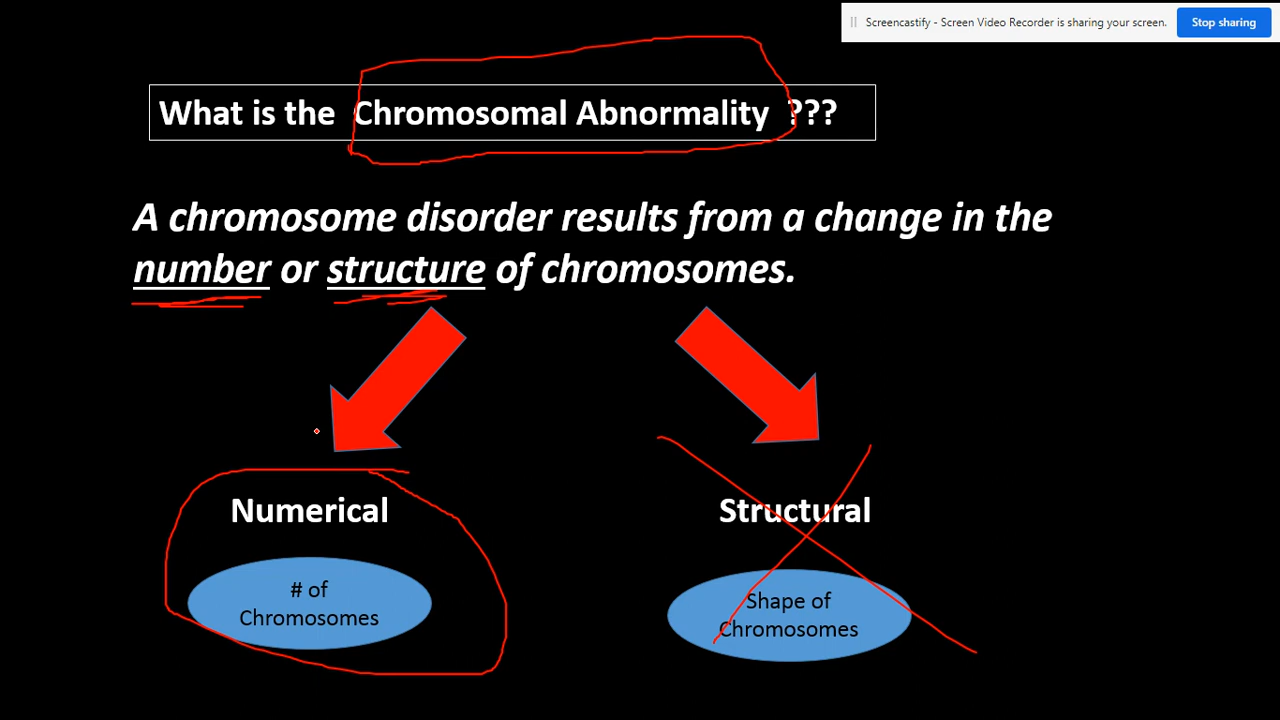 Screencastify - Screen Video Recorder is sharing your screen.
Stop sharing
What is the Chromosomal Abnormality ???
A chromosome disorder results from a change in the
number or structure of chromosomes.
Numerical
# of
Chromosomes
Structural
Shape of
Chromosomes